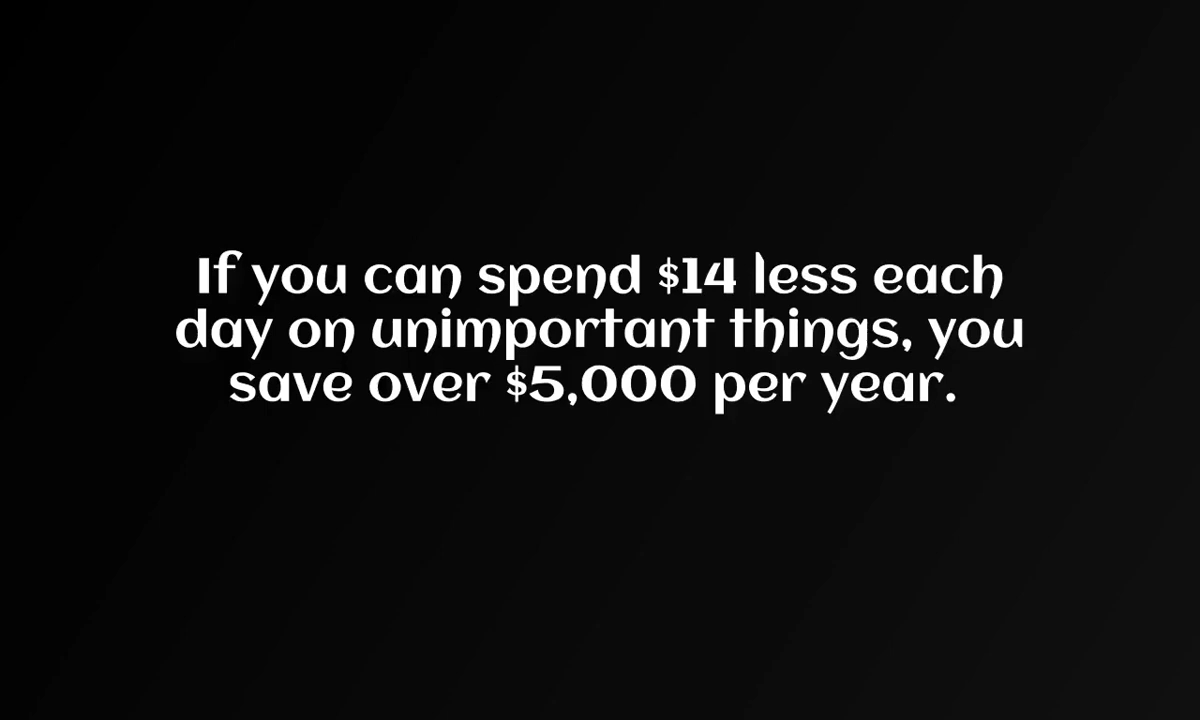 If you can spend $14 less each
day on unimportant things, you
save over $5,000 per year.